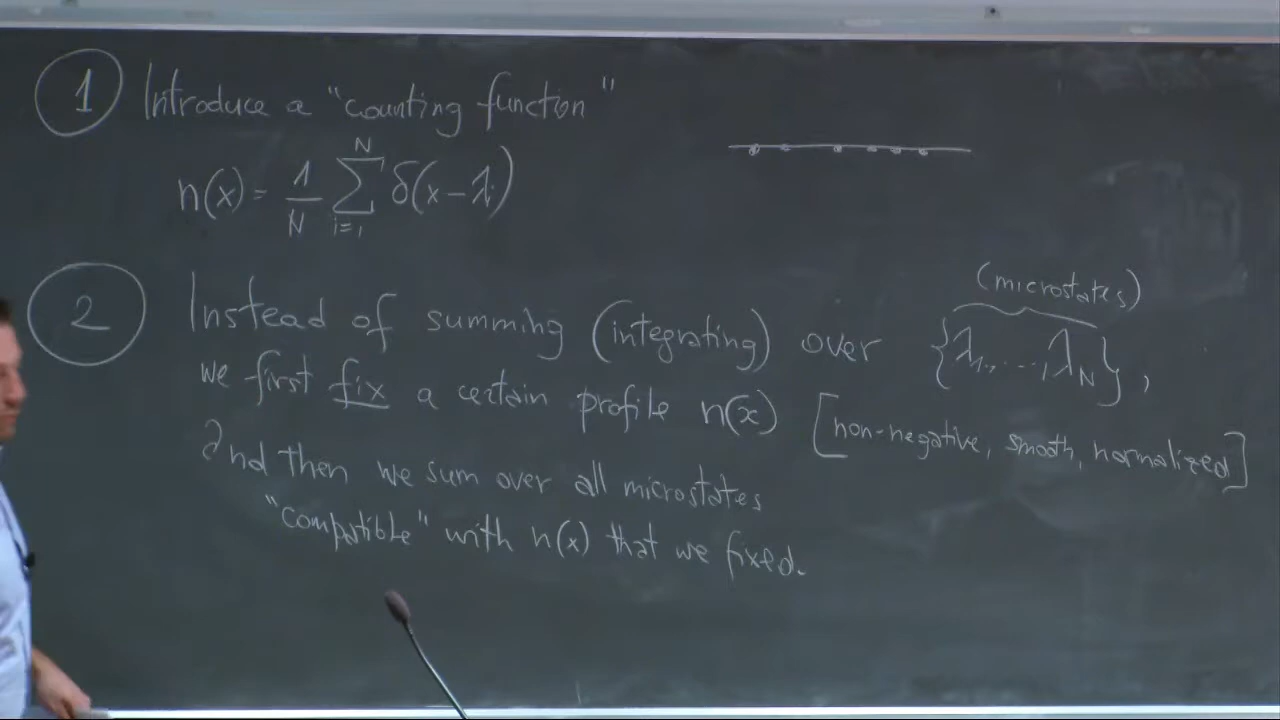 1 Introduce a "counting function"
n(x) = 1/N ∑_{i=1}^{N} δ(x-λ_i)
2 Instead of summing (integrating) over {λ_1,...,λ_N},
(microstates)
we first fix a certain profile n(x) [non-negative, smooth, normalized]
and then we sum over all microstates
"compatible" with n(x) that we fixed.